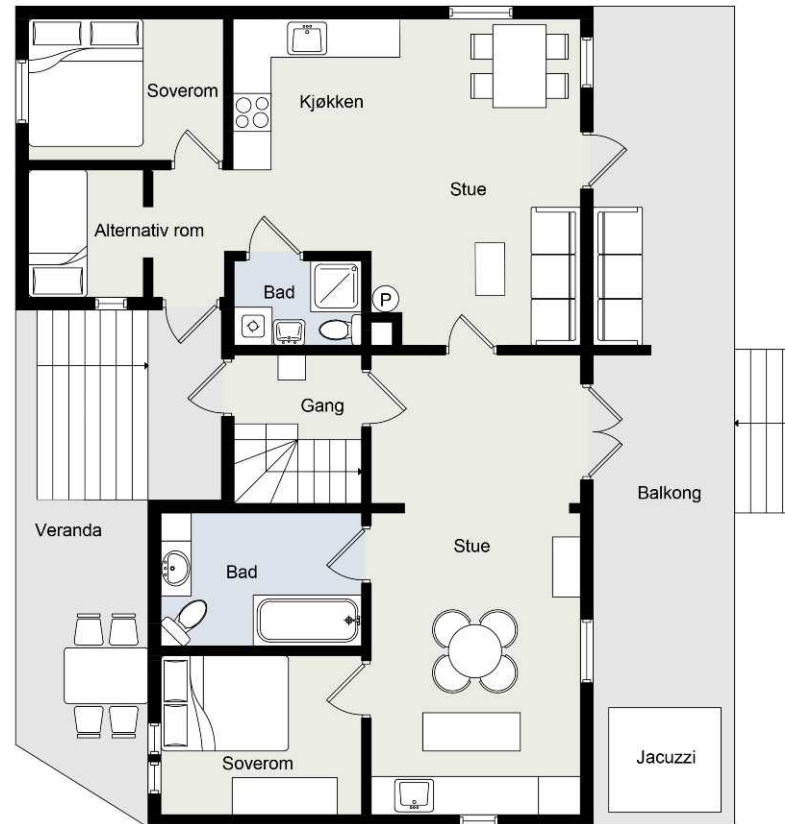 Soverom
Kjøkken
Stue
Alternativ rom
Bad
P
Gang
Balkong
Veranda
Stue
Bad
Soverom
Jacuzzi